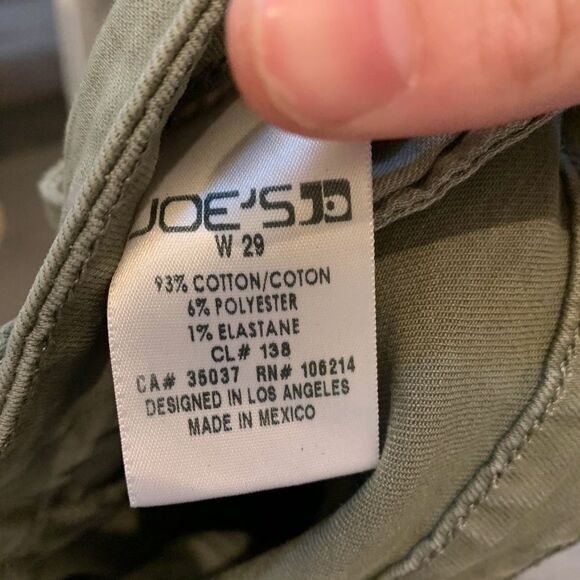 JOE'S JD
W 29
93% COTTON/COTON
6% POLYESTER
1% ELASTANE
CL# 138
CA# 35037 RN# 106214
DESIGNED IN LOS ANGELES
MADE IN MEXICO